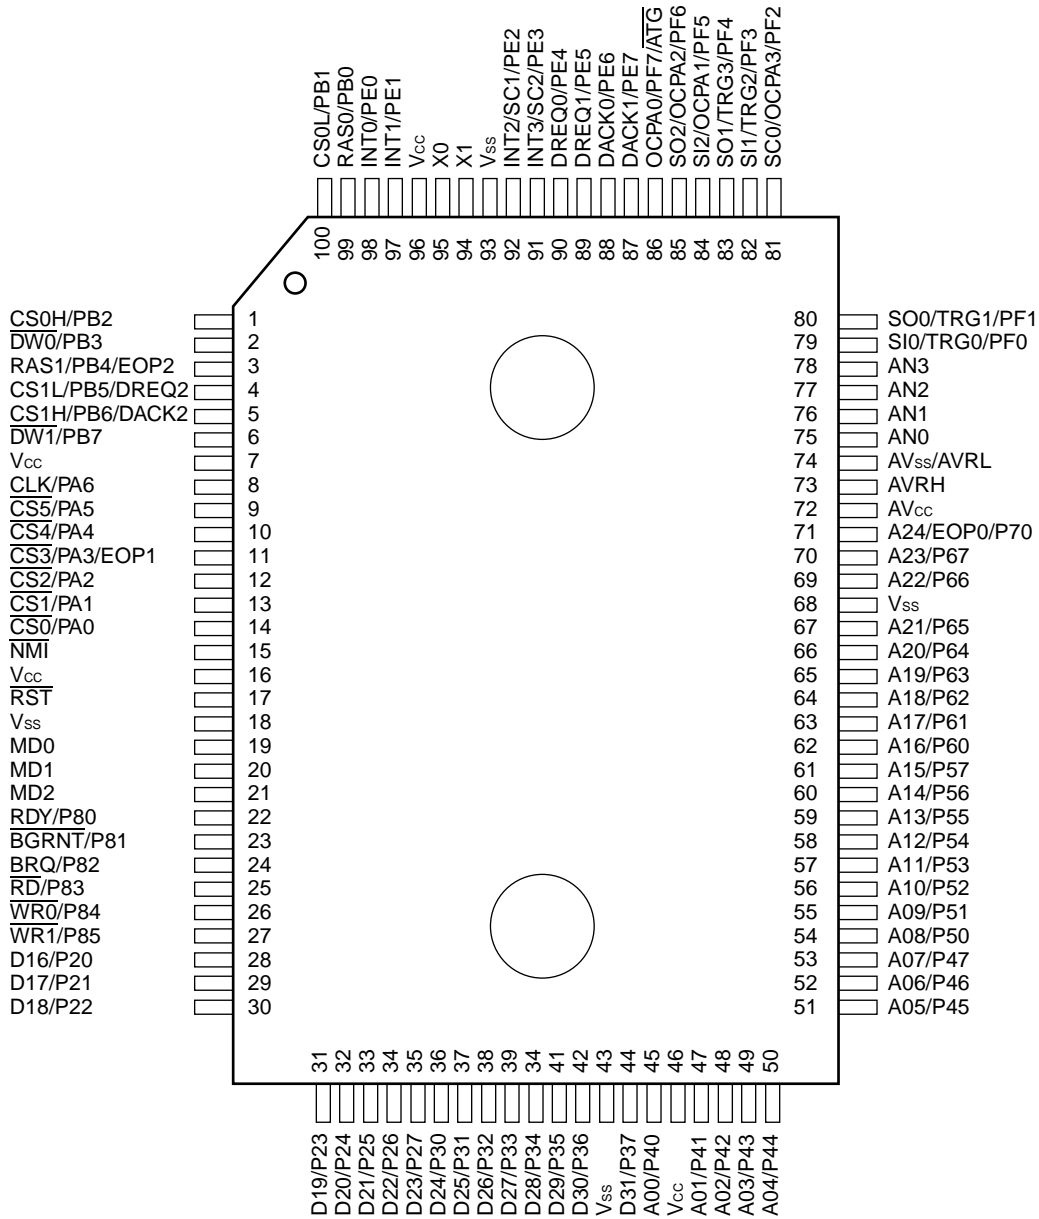 CS0L/PB1
RAS0/PB0
INT0/PE0
INT1/PE1
Vcc
X0
X1
Vss
INT2/SC1/PE2
INT3/SC2/PE3
DREQ0/PE4
DREQ1/PE5
DACK0/PE6
DACK1/PE7
OCPA0/PF7/ATG
SO2/OCPA2/PF6
SI2/OCPA1/PF5
SO1/TRG3/PF4
SI1/TRG2/PF3
SC0/OCPA3/PF2
100
99
98
97
96
95
94
93
92
91
90
89
88
87
86
85
84
83
82
81
CS0H/PB2 1
DW0/PB3 2
RAS1/PB4/EOP2 3
CS1L/PB5/DREQ2 4
CS1H/PB6/DACK2 5
DW1/PB7 6
Vcc 7
CLK/PA6 8
CS5/PA5 9
CS4/PA4 10
CS3/PA3/EOP1 11
CS2/PA2 12
CS1/PA1 13
CS0/PA0 14
NMI 15
Vcc 16
RST 17
Vss 18
MD0 19
MD1 20
MD2 21
RDY/P80 22
BGRNT/P81 23
BRQ/P82 24
RD/P83 25
WR0/P84 26
WR1/P85 27
D16/P20 28
D17/P21 29
D18/P22 30
80 SO0/TRG1/PF1
79 SI0/TRG0/PF0
78 AN3
77 AN2
76 AN1
75 AN0
74 AVss/AVRL
73 AVRH
72 AVcc
71 A24/EOP0/P70
70 A23/P67
69 A22/P66
68 Vss
67 A21/P65
66 A20/P64
65 A19/P63
64 A18/P62
63 A17/P61
62 A16/P60
61 A15/P57
60 A14/P56
59 A13/P55
58 A12/P54
57 A11/P53
56 A10/P52
55 A09/P51
54 A08/P50
53 A07/P47
52 A06/P46
51 A05/P45
31
32
33
34
35
36
37
38
39
34
41
42
43
44
45
46
47
48
49
50
D19/P23
D20/P24
D21/P25
D22/P26
D23/P27
D24/P30
D25/P31
D26/P32
D27/P33
D28/P34
D29/P35
D30/P36
Vss
D31/P37
A00/P40
Vcc
A01/P41
A02/P42
A03/P43
A04/P44